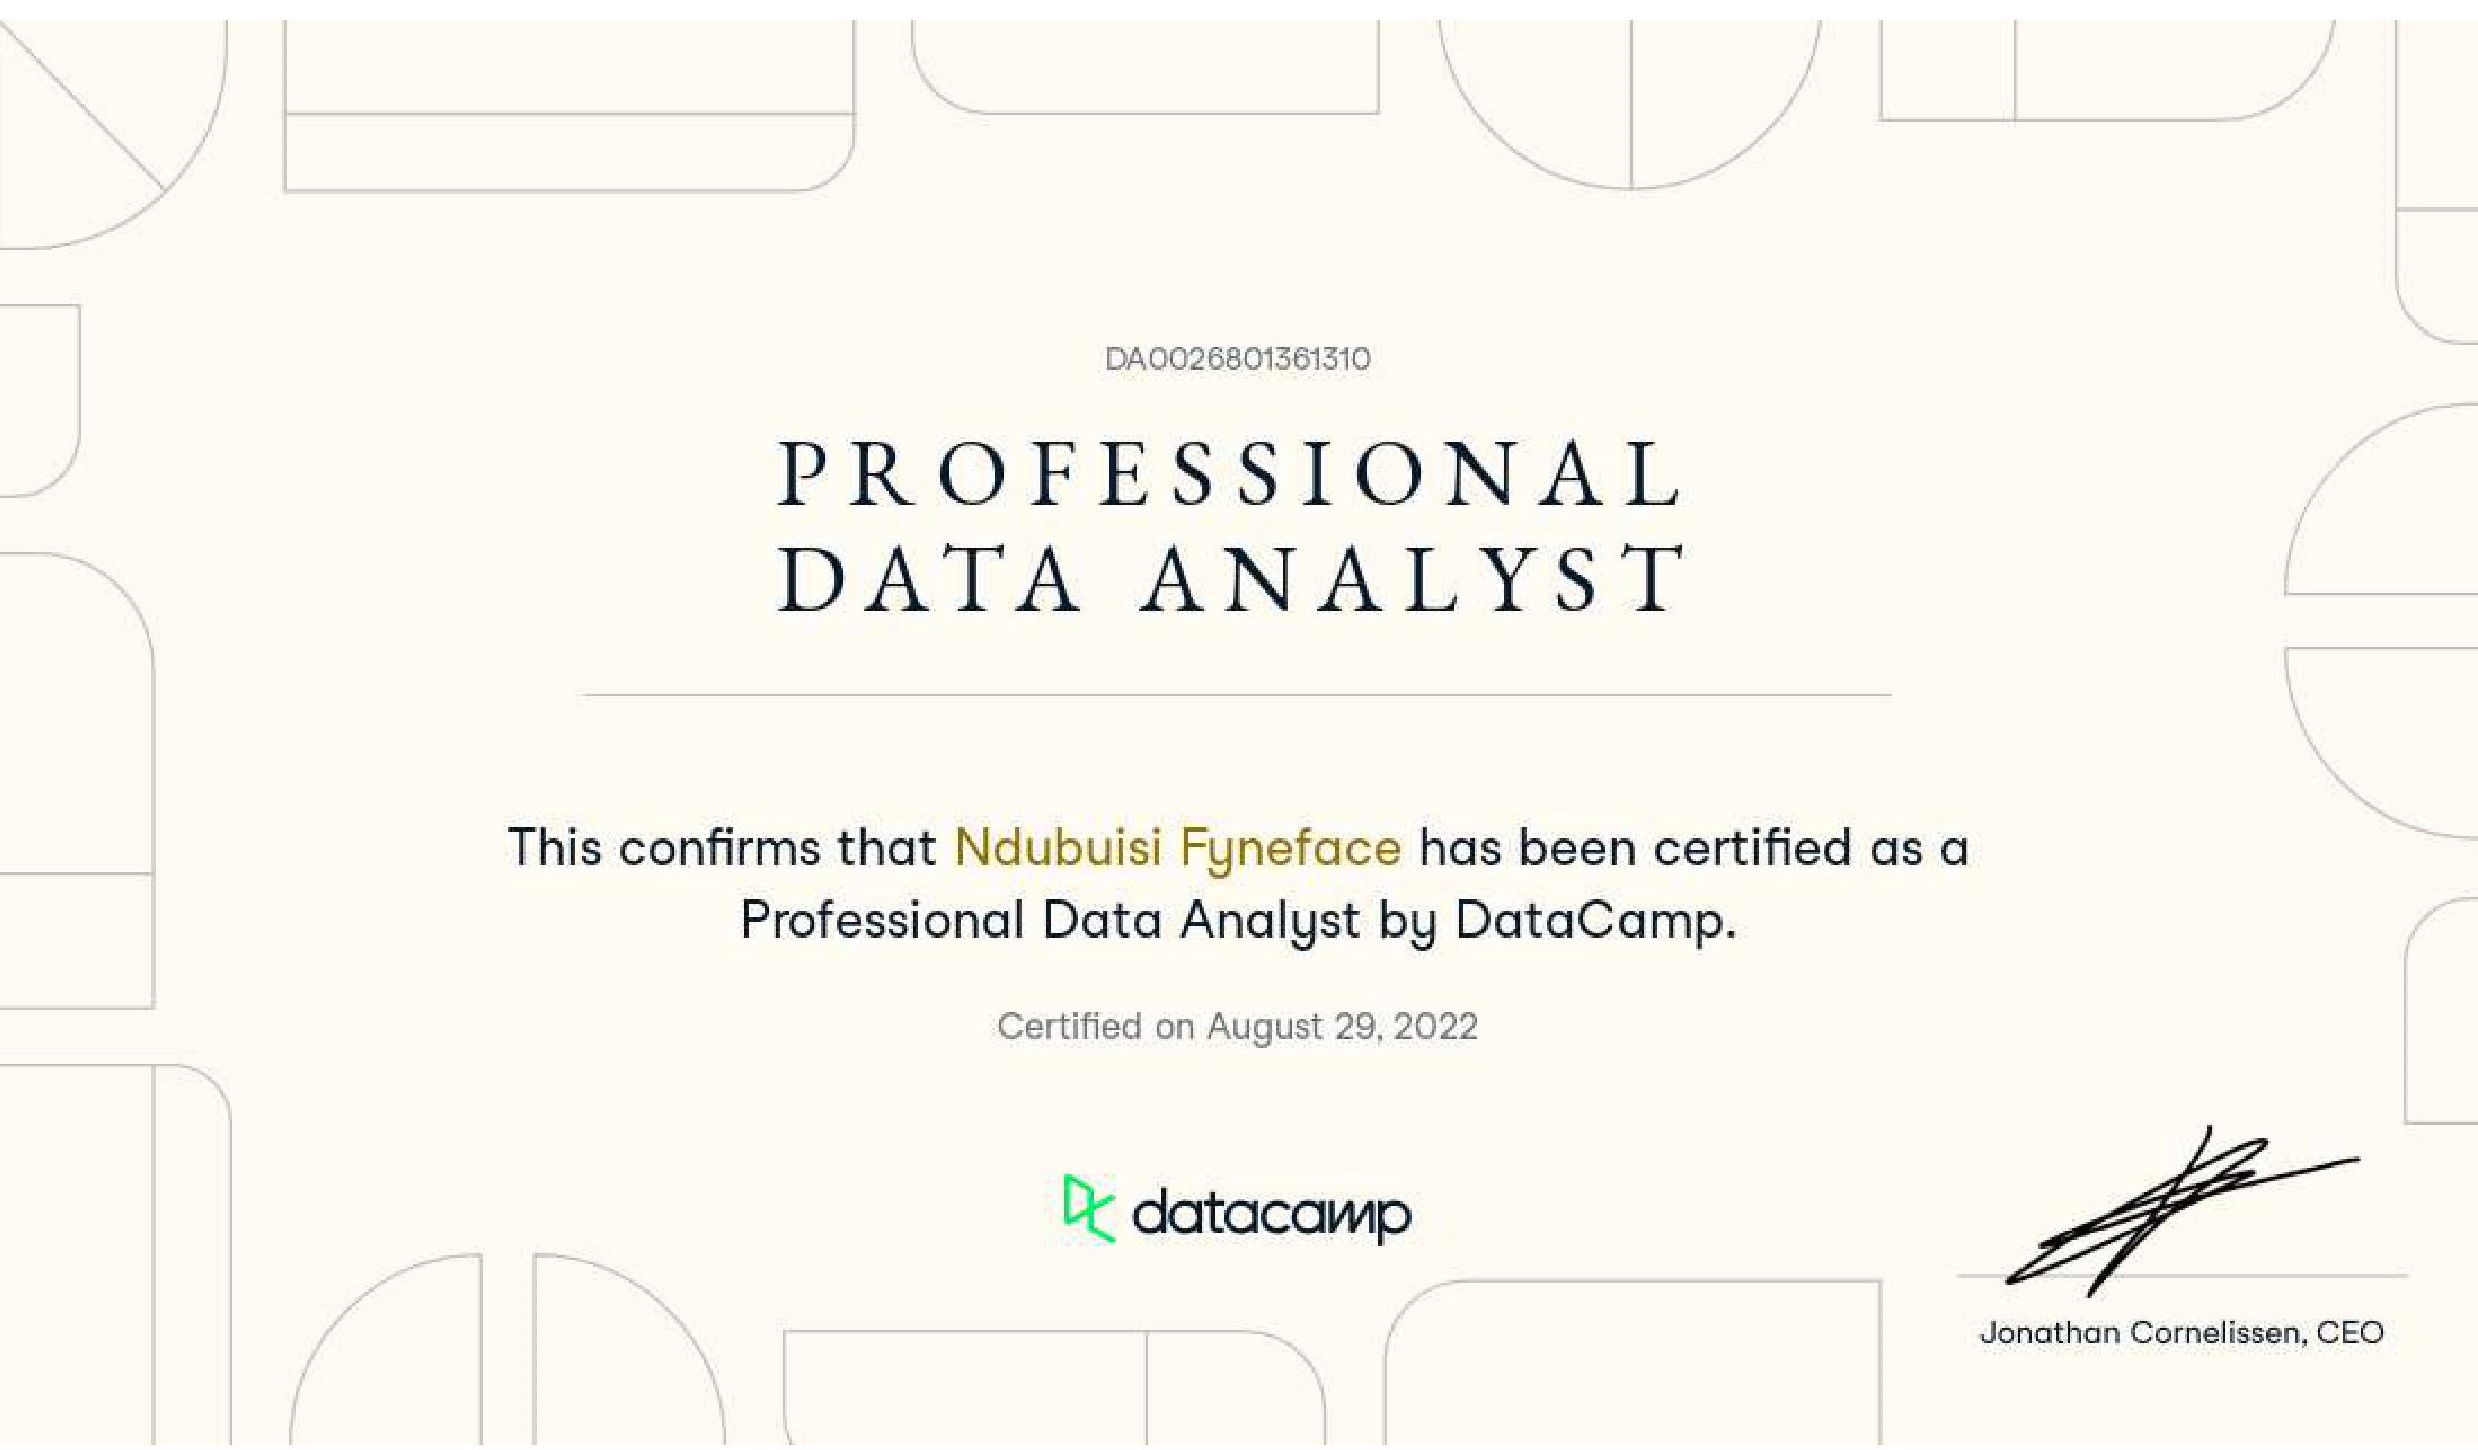 DA0026801361310
PROFESSIONAL
DATA ANALYST
This confirms that Ndubuisi Fyneface has been certified as a
Professional Data Analyst by DataCamp.
Certified on August 29, 2022
datacamp
Jonathan Cornelissen, CEO